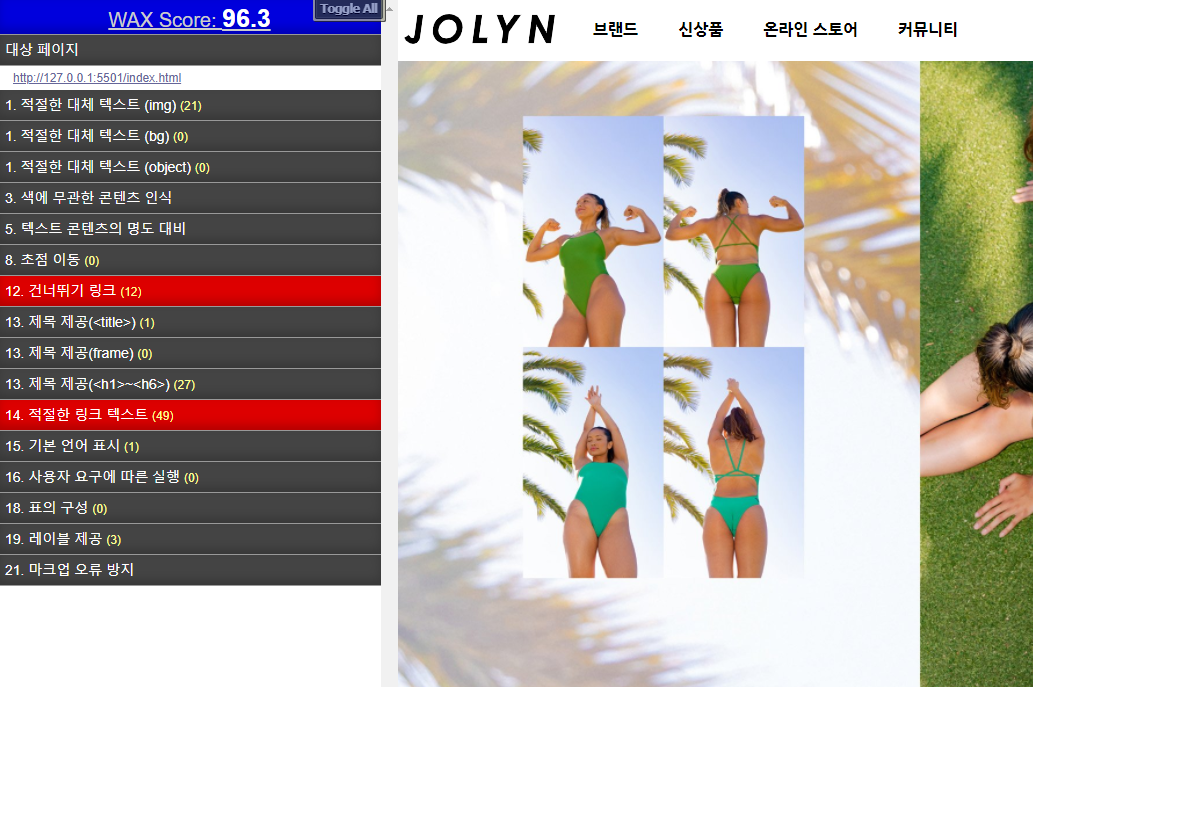 WAX Score: 96.3
Toggle All
대상 페이지
http://127.0.0.1:5501/index.html
1. 적절한 대체 텍스트 (img) (21)
1. 적절한 대체 텍스트 (bg) (0)
1. 적절한 대체 텍스트 (object) (0)
3. 색에 무관한 콘텐츠 인식
5. 텍스트 콘텐츠의 명도 대비
8. 초점 이동 (0)
12. 건너뛰기 링크 (12)
13. 제목 제공(<title>) (1)
13. 제목 제공(frame) (0)
13. 제목 제공(<h1>~<h6>) (27)
14. 적절한 링크 텍스트 (49)
15. 기본 언어 표시 (1)
16. 사용자 요구에 따른 실행 (0)
18. 표의 구성 (0)
19. 레이블 제공 (3)
21. 마크업 오류 방지
JOLYN 브랜드 신상품 온라인 스토어 커뮤니티